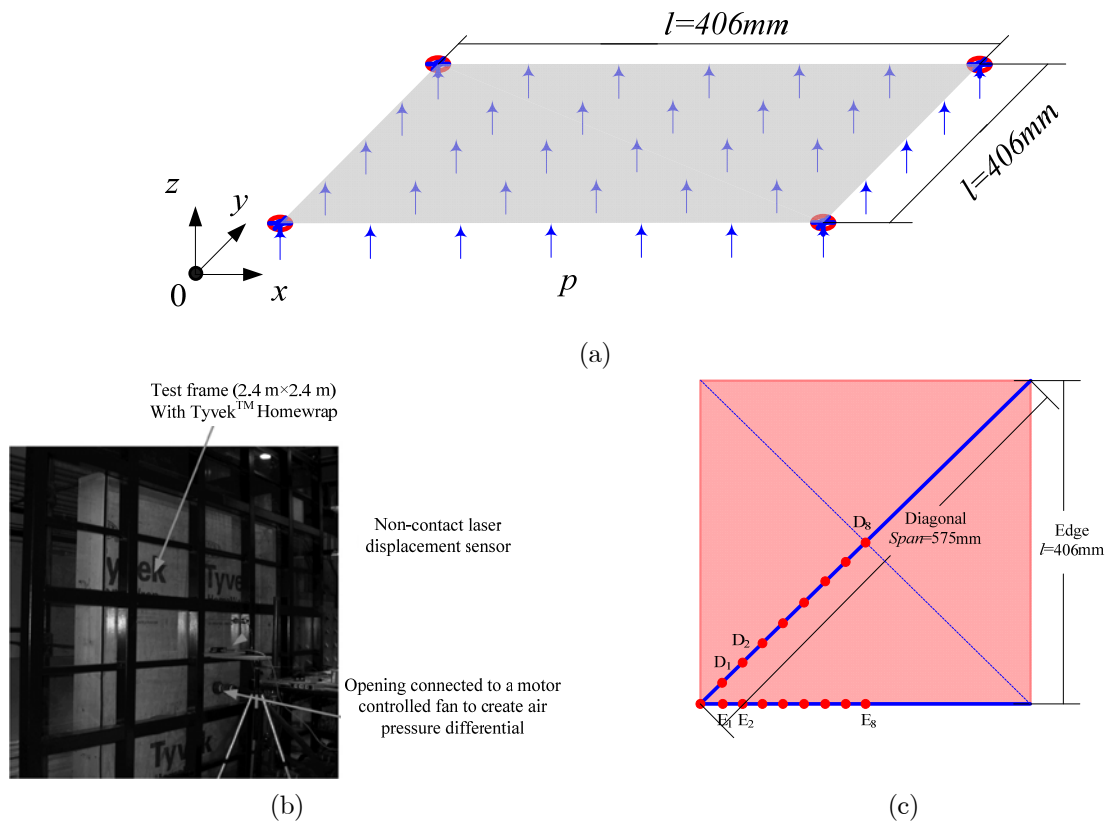 l=406mm
l=406mm
z
y
0
x
p
(a)
Test frame (2.4 m×2.4 m)
With Tyvek™ Homewrap
Non-contact laser
displacement sensor
Opening connected to a motor
controlled fan to create air
pressure differential
yvek
Tyve
Tyvek
(b)
D8
Diagonal
Span=575mm
Edge
l=406mm
D2
D1
E1 E2
E8
(c)